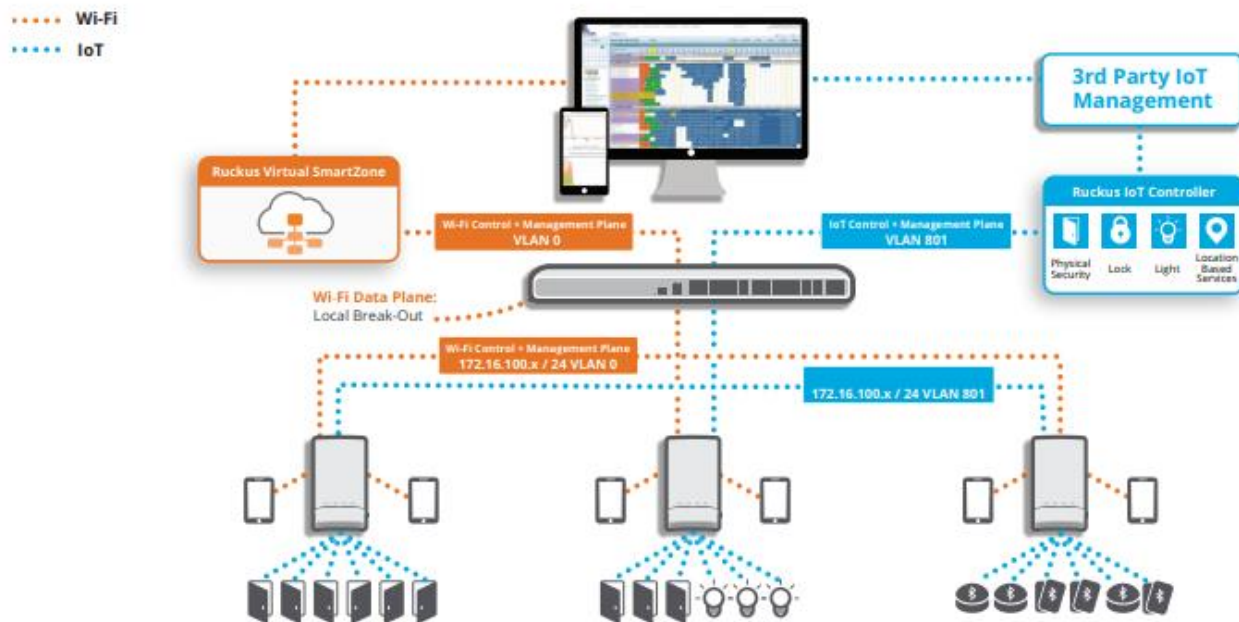 Wi-Fi
IoT
3rd Party IoT
Management
Ruckus Virtual SmartZone
Ruckus IoT Controller
Physical
Security
Lock
Light
Location
Based
Services
Wi-Fi Control + Management Plane
VLAN 0
IoT Control + Management Plane
VLAN 801
Wi-Fi Data Plane:
Local Break-Out
Wi-Fi Control + Management Plane
172.16.100.x / 24 VLAN 0
172.16.100.x / 24 VLAN 801